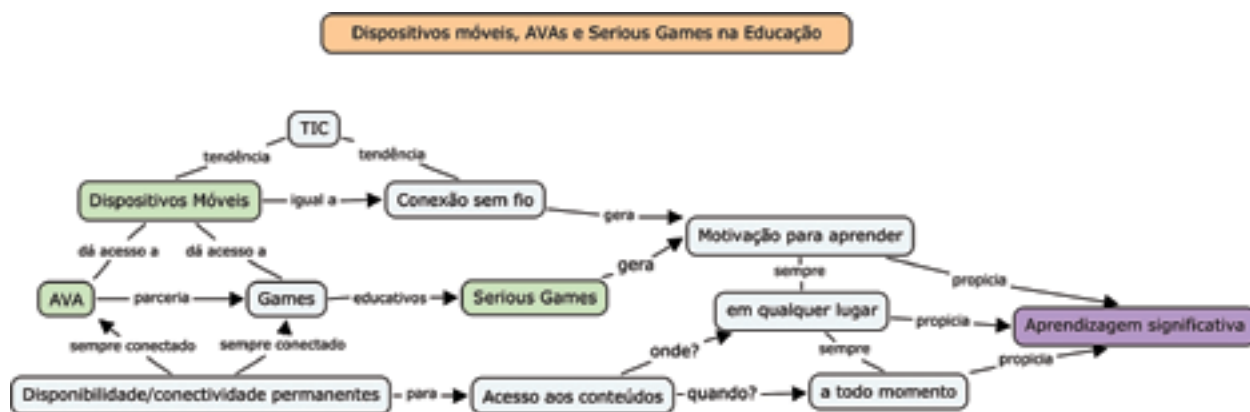 Dispositivos móveis, AVAs e Serious Games na Educação
TIC
tendência
tendência
Dispositivos Móveis
igual a
Conexão sem fio
gera
Motivação para aprender
dá acesso a
dá acesso a
gera
sempre
propicia
AVA
parceria
Games
educativos
Serious Games
em qualquer lugar
propicia
Aprendizagem significativa
sempre conectado
sempre conectado
onde?
sempre
propicia
Disponibilidade/conectividade permanentes
para
Acesso aos conteúdos
quando?
a todo momento